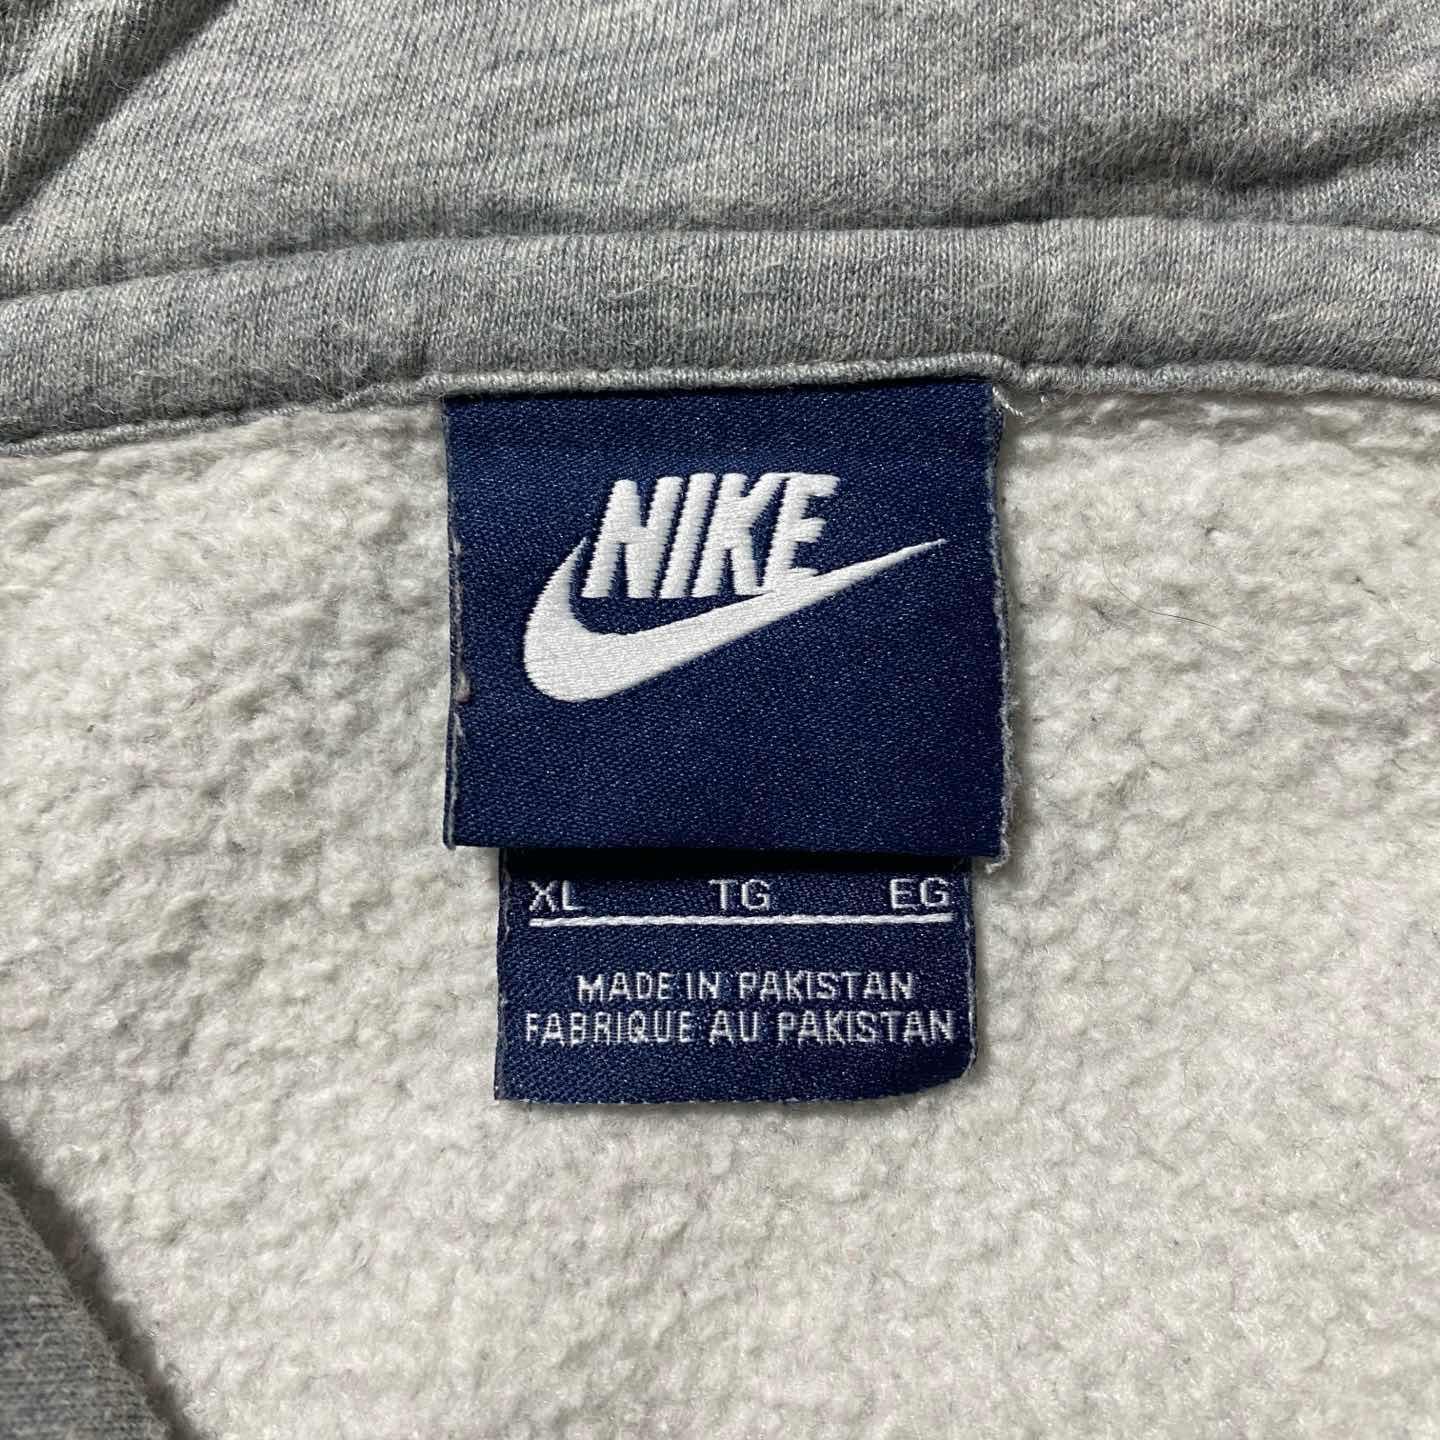 NIKE
XL TG EG
MADE IN PAKISTAN
FABRIQUE AU PAKISTAN